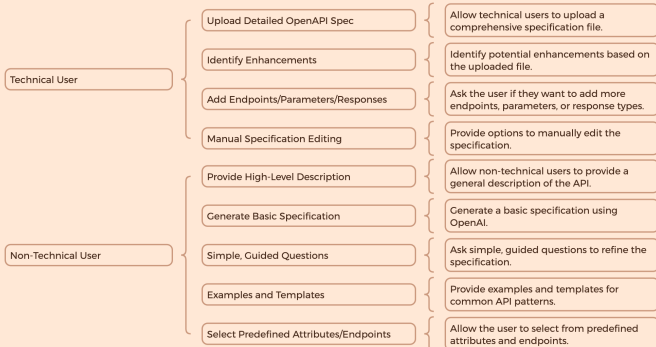 Technical User
Upload Detailed OpenAPI Spec
Allow technical users to upload a
comprehensive specification file.
Identify Enhancements
Identify potential enhancements based on
the uploaded file.
Add Endpoints/Parameters/Responses
Ask the user if they want to add more
endpoints, parameters, or response types.
Manual Specification Editing
Provide options to manually edit the
specification.
Non-Technical User
Provide High-Level Description
Allow non-technical users to provide a
general description of the API.
Generate Basic Specification
Generate a basic specification using
OpenAI.
Simple, Guided Questions
Ask simple, guided questions to refine the
specification.
Examples and Templates
Provide examples and templates for
common API patterns.
Select Predefined Attributes/Endpoints
Allow the user to select from predefined
attributes and endpoints.